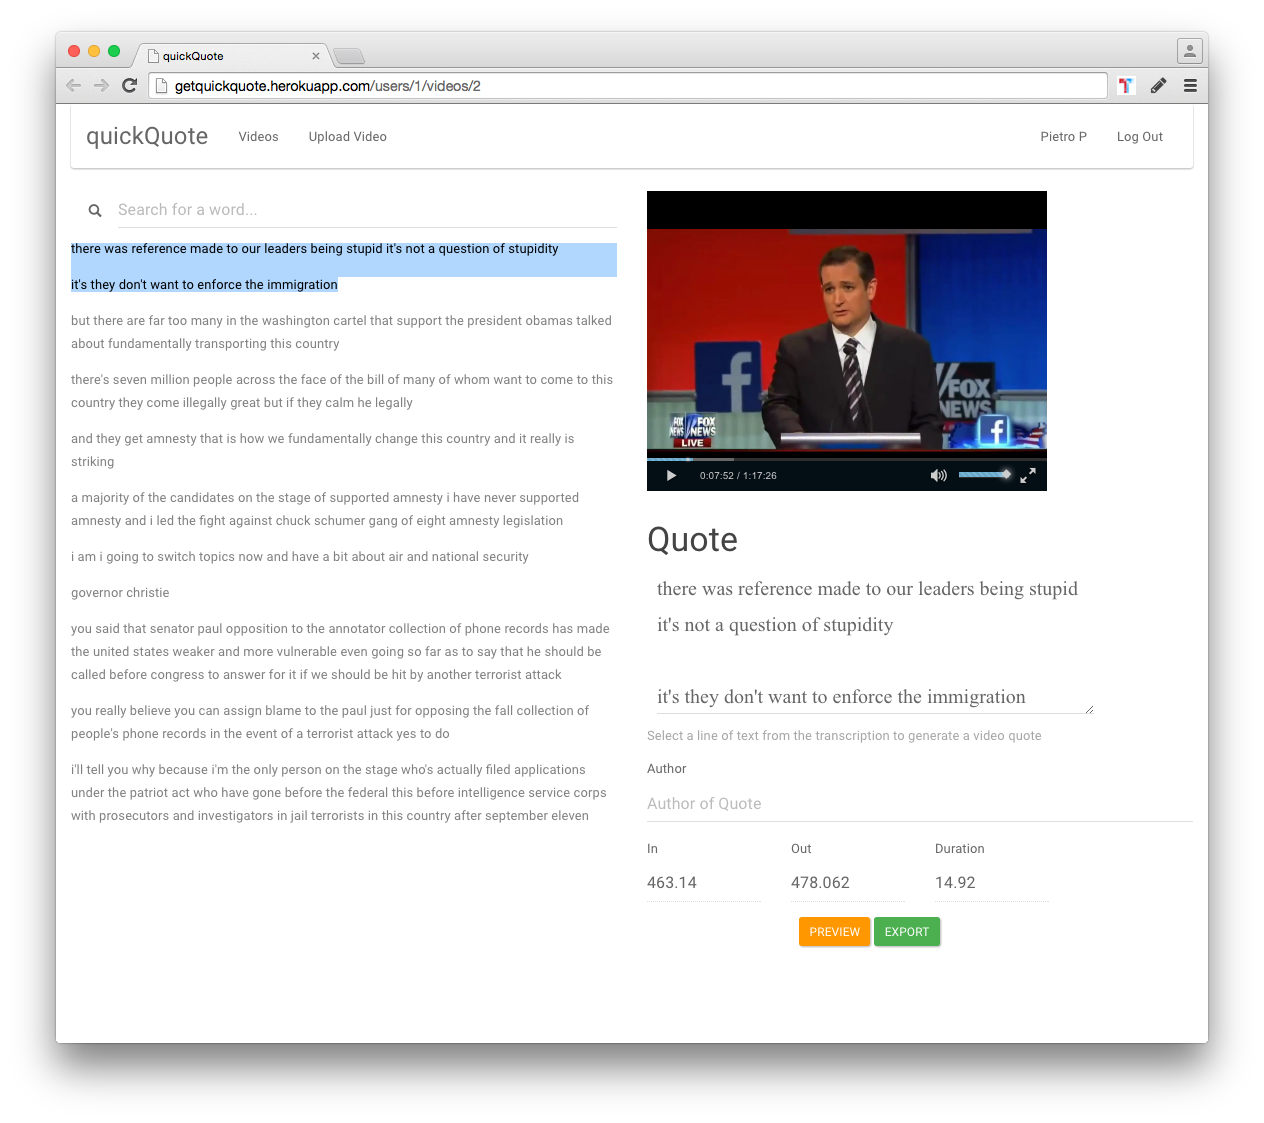 quickQuote
getquickquote.herokuapp.com/users/1/videos/2
quickQuote
Videos
Upload Video
Pietro P
Log Out
Search for a word...
there was reference made to our leaders being stupid it's not a question of stupidity
it's they don't want to enforce the immigration
but there are far too many in the washington cartel that support the president obamas talked
about fundamentally transporting this country
there's seven million people across the face of the bill of many of whom want to come to this
country they come illegally great but if they calm he legally
and they get amnesty that is how we fundamentally change this country and it really is
striking
a majority of the candidates on the stage of supported amnesty i have never supported
amnesty and i led the fight against chuck schumer gang of eight amnesty legislation
i am i going to switch topics now and have a bit about air and national security
governor christie
you said that senator paul opposition to the annotator collection of phone records has made
the united states weaker and more vulnerable even going so far as to say that he should be
called before congress to answer for it if we should be hit by another terrorist attack
you really believe you can assign blame to the paul just for opposing the fall collection of
people's phone records in the event of a terrorist attack yes to do
i'll tell you why because i'm the only person on the stage who's actually filed applications
under the patriot act who have gone before the federal this before intelligence service corps
with prosecutors and investigators in jail terrorists in this country after september eleven
FOX
NEWS
FOX
NEWS
LIVE
0:07:52 / 1:17:26
Quote
there was reference made to our leaders being stupid
it's not a question of stupidity
it's they don't want to enforce the immigration
Select a line of text from the transcription to generate a video quote
Author
Author of Quote
In
Out
Duration
463.14
478.062
14.92
PREVIEW
EXPORT